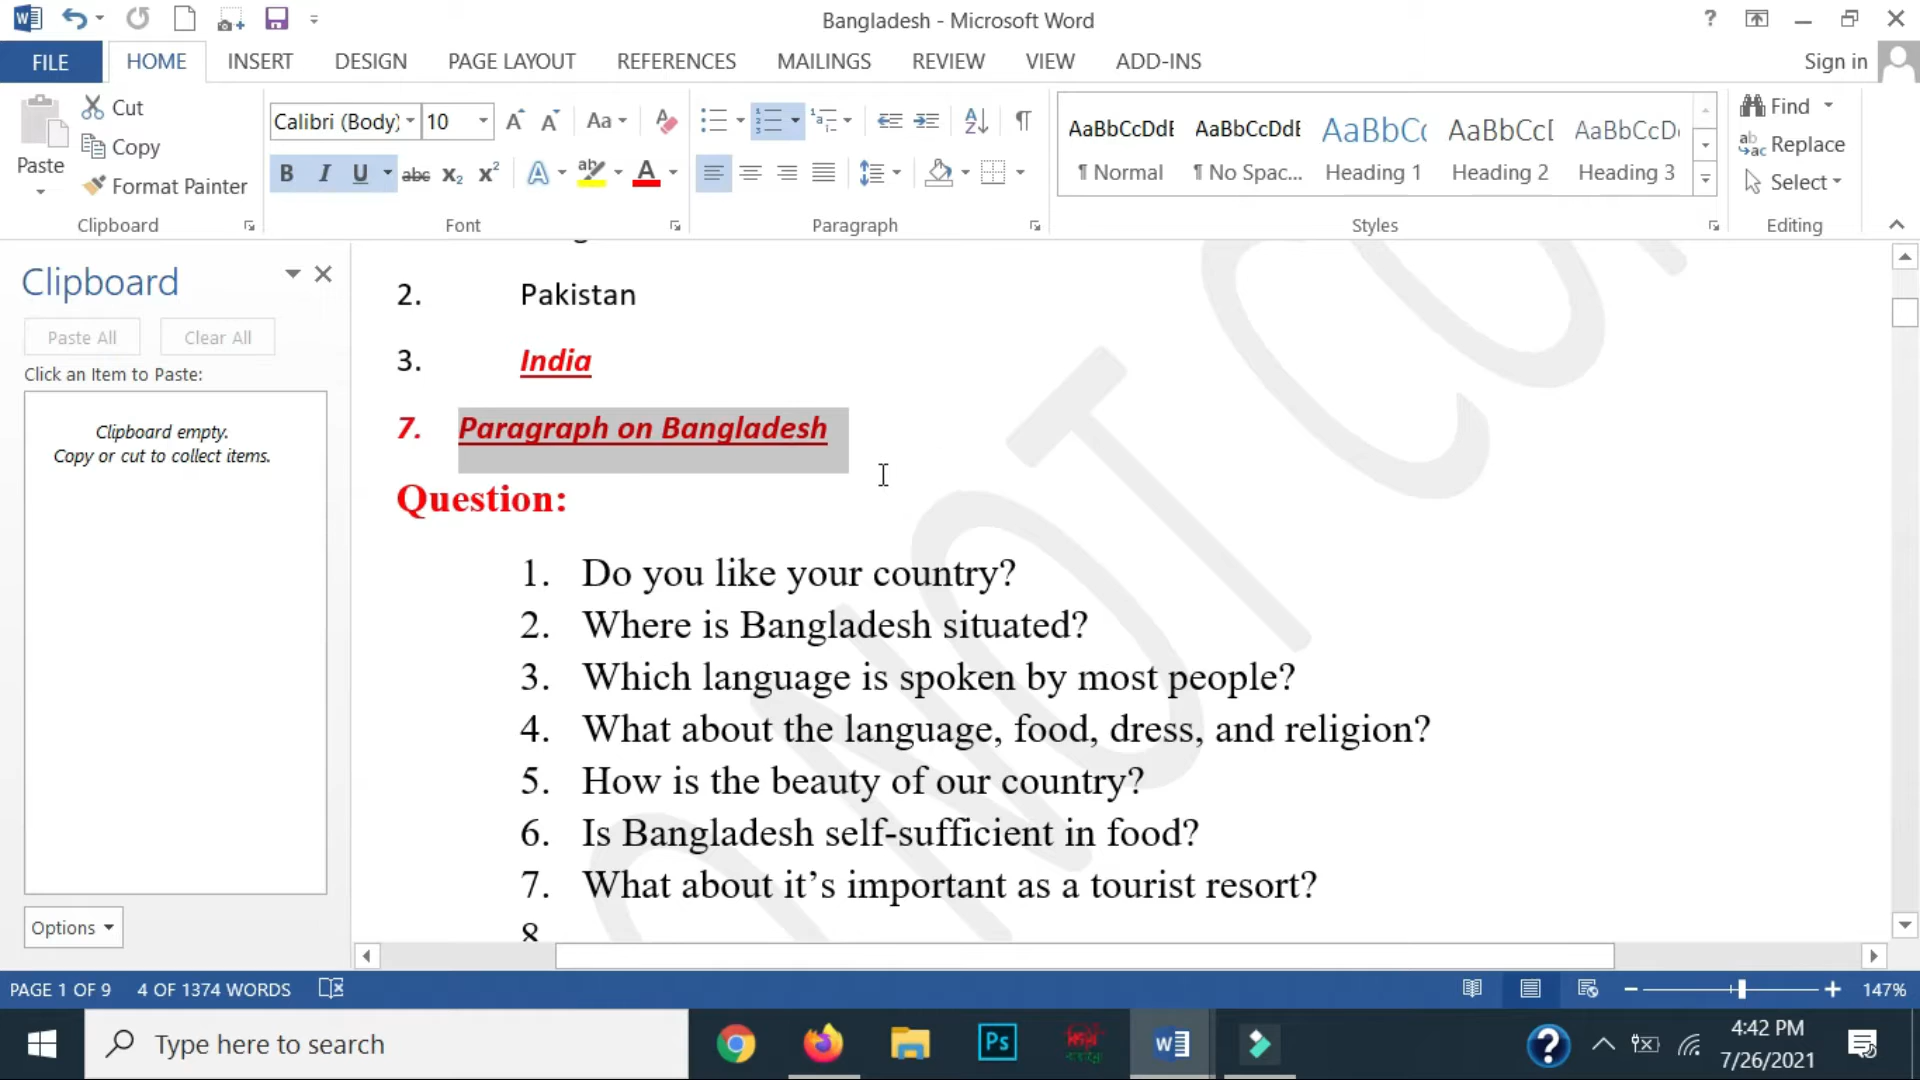 Bangladesh - Microsoft Word
FILE HOME INSERT DESIGN PAGE LAYOUT REFERENCES MAILINGS REVIEW VIEW ADD-INS Sign in
Paste
Cut
Copy
Format Painter
Clipboard
Calibri (Body) 10
Font
Paragraph
AaBbCcDdE AaBbCcDdE AaBbCc AaBbCcD AaBbCcDc
¶ Normal ¶ No Spac... Heading 1 Heading 2 Heading 3
Styles
Find
Replace
Select
Editing
Clipboard
Paste All Clear All
Click an Item to Paste:
Clipboard empty.
Copy or cut to collect items.
Options
2. Pakistan
3. India
7. Paragraph on Bangladesh
Question:
1. Do you like your country?
2. Where is Bangladesh situated?
3. Which language is spoken by most people?
4. What about the language, food, dress, and religion?
5. How is the beauty of our country?
6. Is Bangladesh self-sufficient in food?
7. What about it’s important as a tourist resort?
8
NOT
PAGE 1 OF 9 4 OF 1374 WORDS 147%
Type here to search
Ps
4:42 PM
7/26/2021